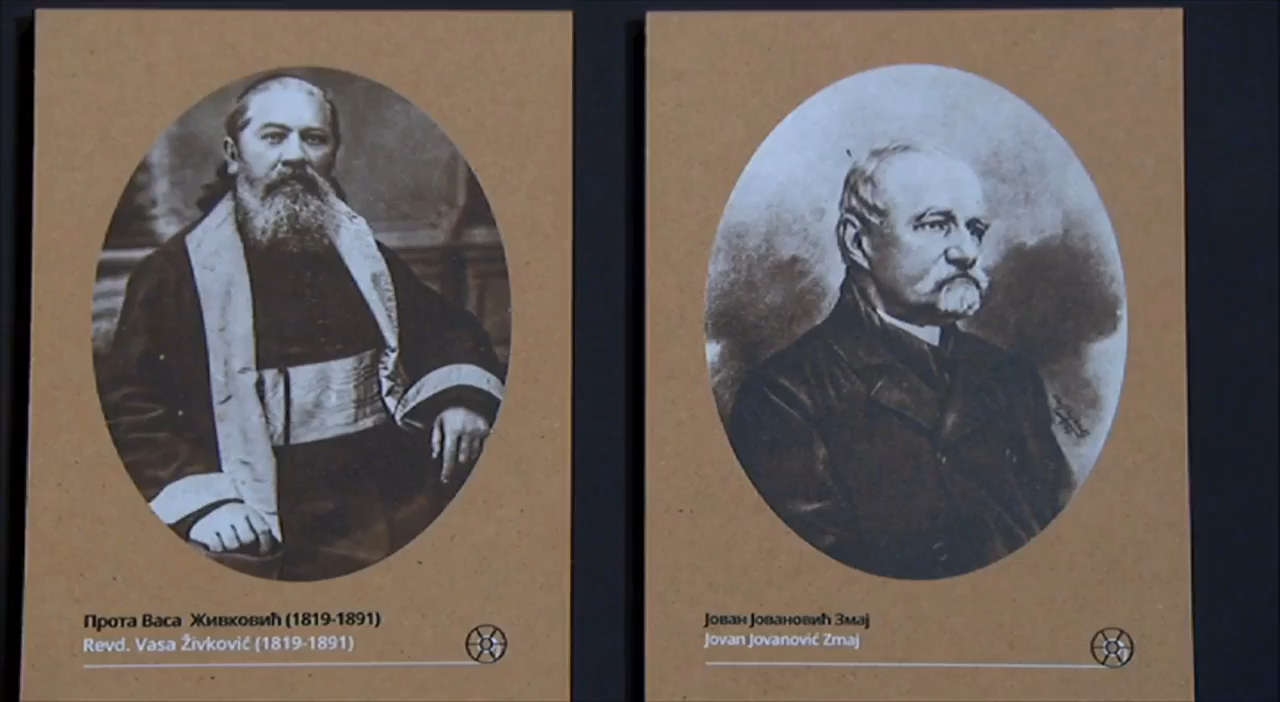 Прота Васа Живковић (1819-1891)
Revd. Vasa Živković (1819-1891)
Јован Јовановић Змај
Jovan Jovanović Zmaj